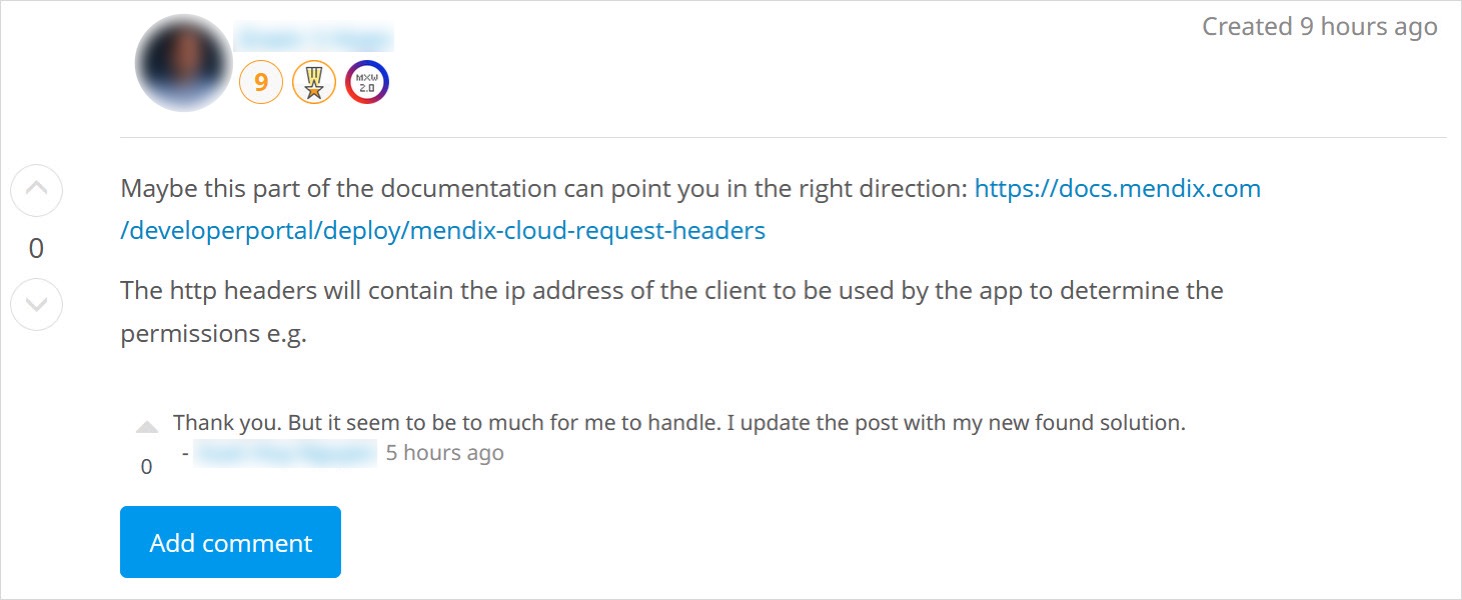 Created 9 hours ago
9
MXW
2.0
Maybe this part of the documentation can point you in the right direction: https://docs.mendix.com
/developerportal/deploy/mendix-cloud-request-headers
0
The http headers will contain the ip address of the client to be used by the app to determine the
permissions e.g.
Thank you. But it seem to be to much for me to handle. I update the post with my new found solution.
- 5 hours ago
0
Add comment